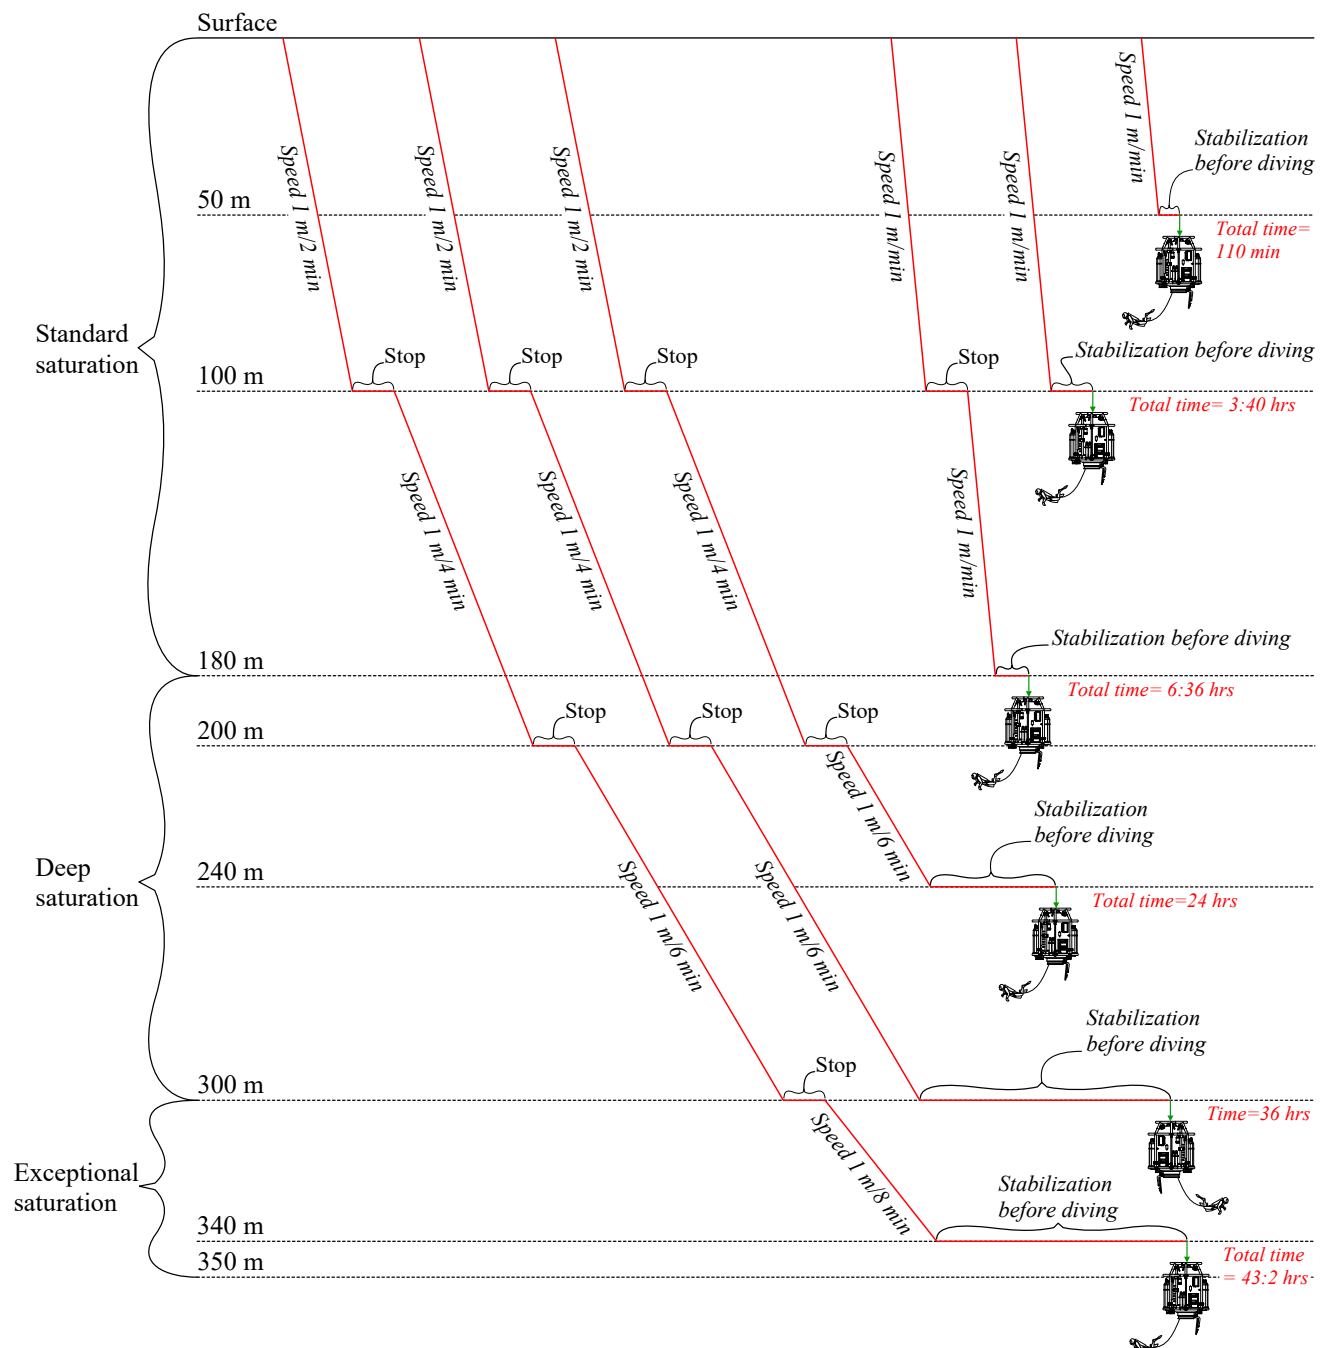 Surface
Speed 1 m/2 min
Speed 1 m/2 min
Speed 1 m/2 min
Speed 1 m/min
Speed 1 m/min
Speed 1 m/min
Stabilization
before diving
50 m
Total time=
110 min
Standard
saturation
Stop
Stop
Stop
Stop
Stabilization before diving
100 m
Total time= 3:40 hrs
Speed 1 m/4 min
Speed 1 m/4 min
Speed 1 m/4 min
Speed 1 m/min
Stabilization before diving
180 m
Total time= 6:36 hrs
Stop
Stop
Stop
200 m
Speed 1 m/6 min
Stabilization
before diving
Deep
saturation
240 m
Total time=24 hrs
Speed 1 m/6 min
Speed 1 m/6 min
Stabilization
before diving
Stop
300 m
Time=36 hrs
Speed 1 m/8 min
Exceptional
saturation
Stabilization
before diving
340 m
Total time
= 43:2 hrs
350 m